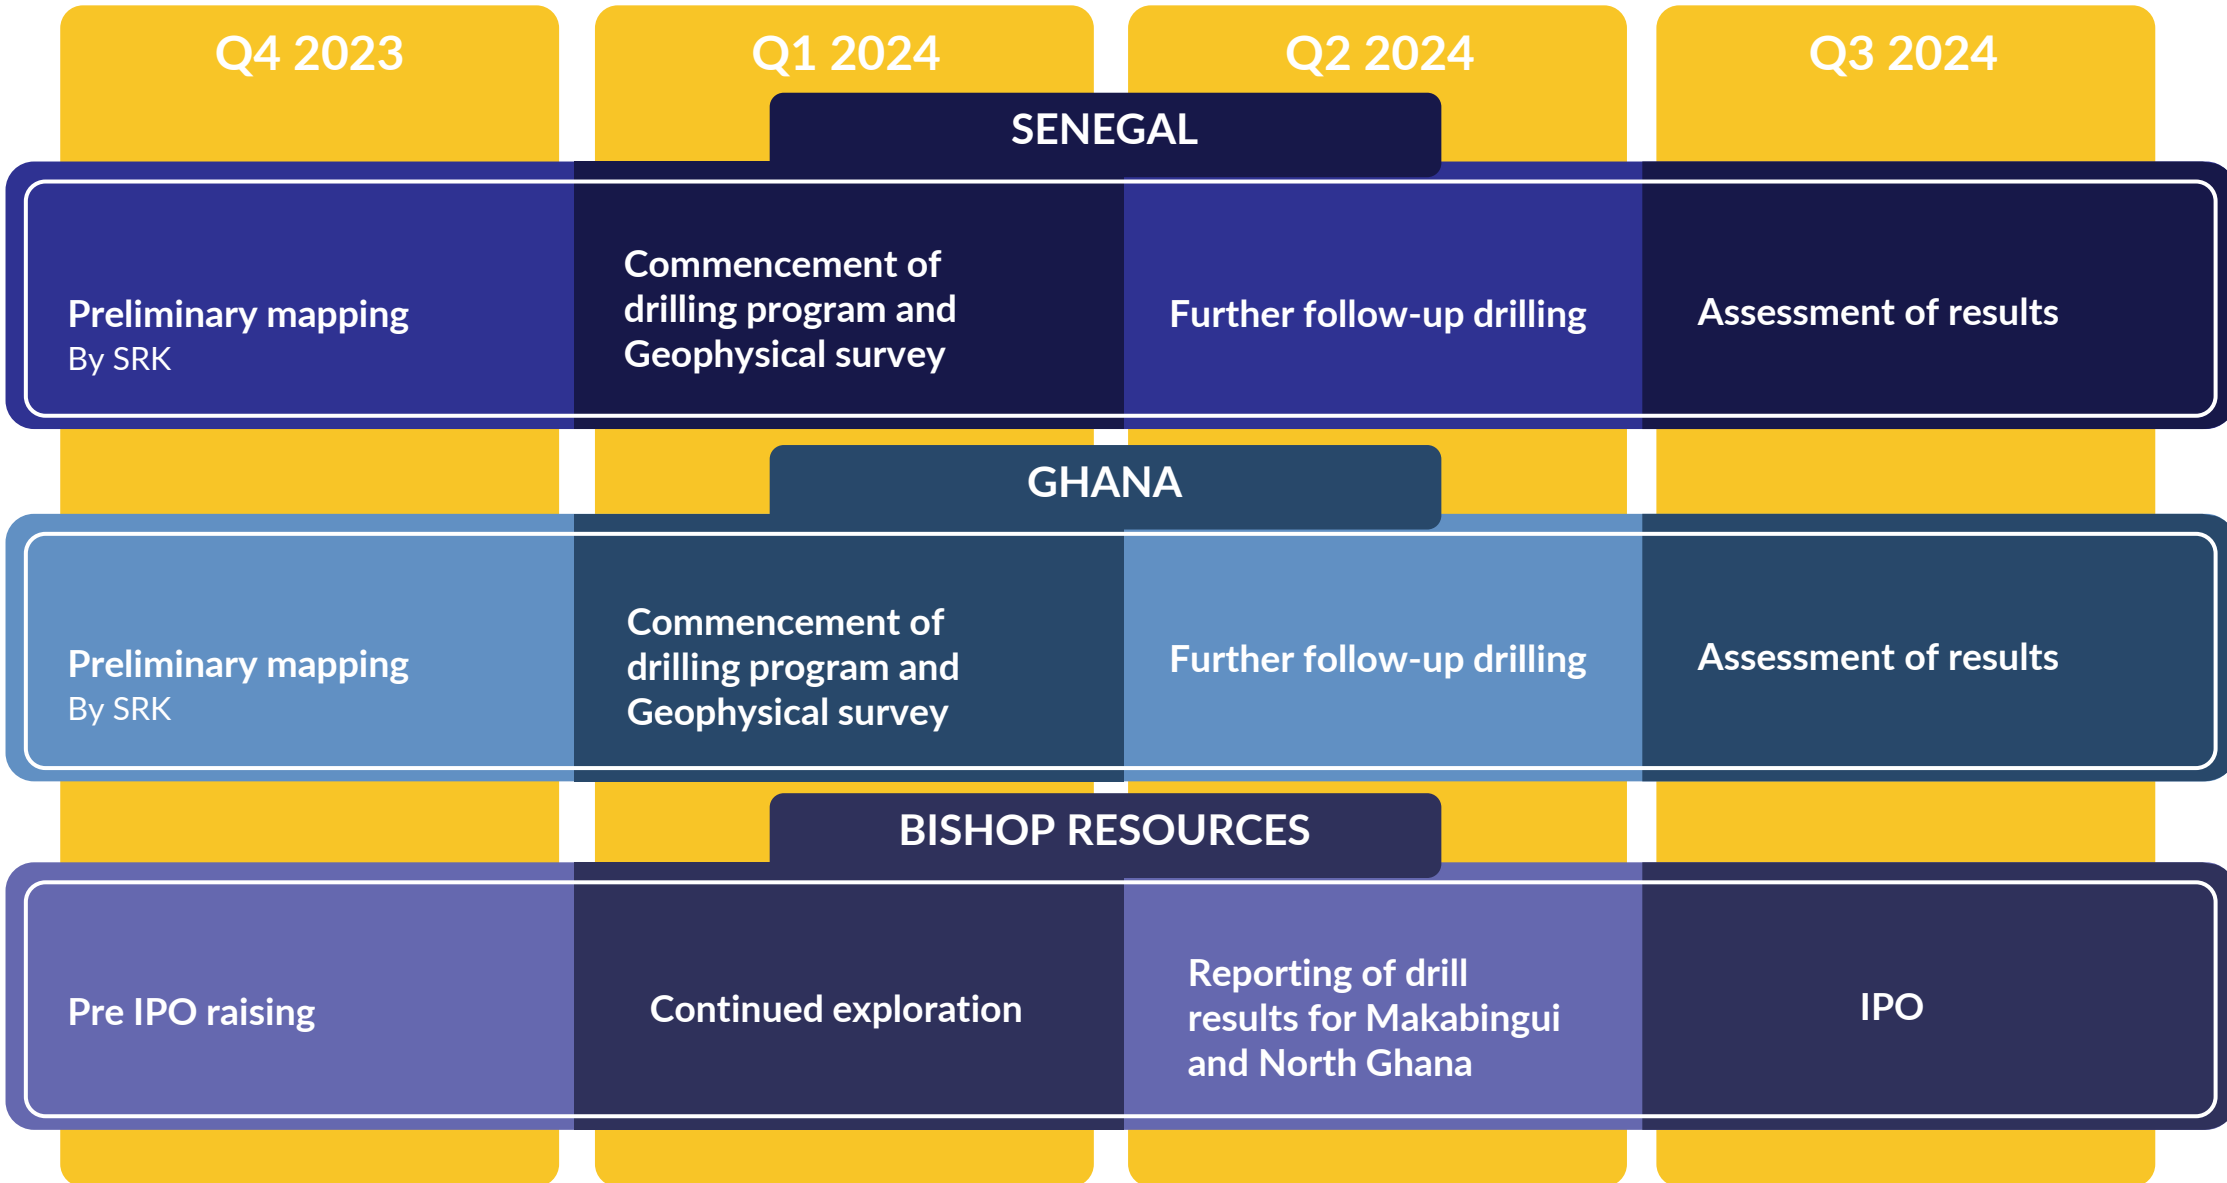 Q4 2023
Q1 2024
Q2 2024
Q3 2024
SENEGAL
Preliminary mapping
By SRK
Commencement of
drilling program and
Geophysical survey
Further follow-up drilling
Assessment of results
GHANA
Preliminary mapping
By SRK
Commencement of
drilling program and
Geophysical survey
Further follow-up drilling
Assessment of results
BISHOP RESOURCES
Pre IPO raising
Continued exploration
Reporting of drill
results for Makabingui
and North Ghana
IPO